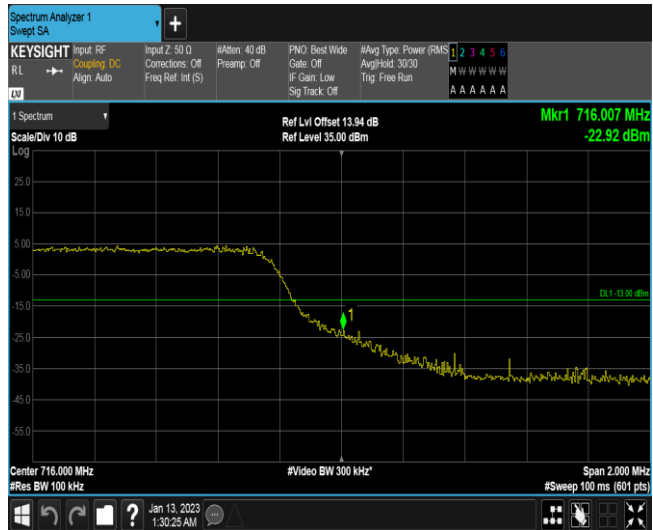 Spectrum Analyzer 1
Swept SA
+
KEYSIGHT
RL
LXI
Input: RF
Coupling: DC
Align: Auto
Input Z: 50 Ω
Corrections: Off
Freq Ref: Int (S)
#Atten: 40 dB
Preamp: Off
PNO: Best Wide
Gate: Off
IF Gain: Low
Sig Track: Off
#Avg Type: Power (RMS
Avg|Hold: 30/30
Trig: Free Run
1 2 3 4 5 6
M W W W W W
A A A A A A
1 Spectrum
Scale/Div 10 dB
Log
Ref Lvl Offset 13.94 dB
Ref Level 35.00 dBm
Mkr1 716.007 MHz
-22.92 dBm
25.0
15.0
5.00
-5.00
DL1 -13.00 dBm
-15.0
1
-25.0
-35.0
-45.0
-55.0
Center 716.000 MHz
#Res BW 100 kHz
#Video BW 300 kHz*
Span 2.000 MHz
#Sweep 100 ms (601 pts)
?
Jan 13, 2023
1:30:25 AM